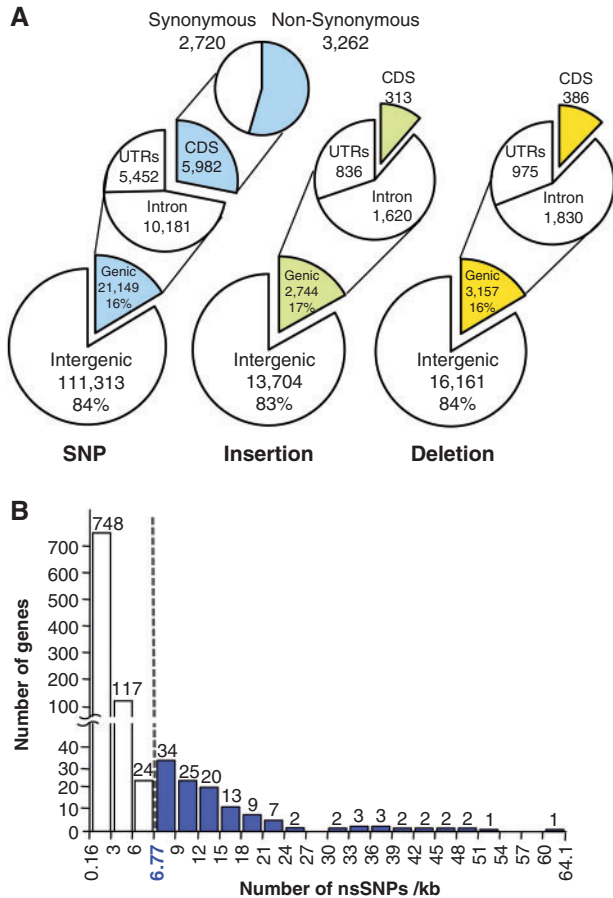 A
Synonymous Non-Synonymous
2,720 3,262
CDS
5,982
UTRs
5,452
Intron
10,181
Genic
21,149
16%
Intergenic
111,313
84%
SNP
CDS
313
UTRs
836
Intron
1,620
Genic
2,744
17%
Intergenic
13,704
83%
Insertion
CDS
386
UTRs
975
Intron
1,830
Genic
3,157
16%
Intergenic
16,161
84%
Deletion
B
Number of genes
700
600
500
400
300
200
100
40
30
20
10
0
748
117
24
34
25
20
13
9
7
2
2
3
3
2
2
2
2
1
1
0.16 3 6 6.77 9 12 15 18 21 24 27 30 33 36 39 42 45 48 51 54 57 60 64.1
Number of nsSNPs /kb